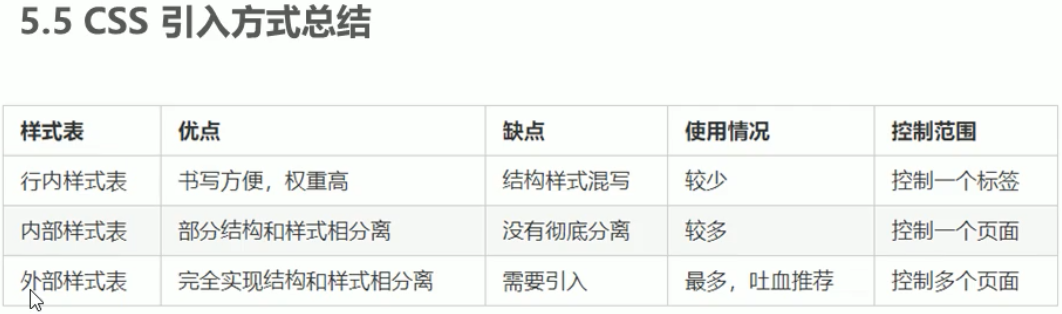 5.5 CSS 引入方式总结
样式表 优点 缺点 使用情况 控制范围
行内样式表 书写方便，权重高 结构样式混写 较少 控制一个标签
内部样式表 部分结构和样式相分离 没有彻底分离 较多 控制一个页面
外部样式表 完全实现结构和样式相分离 需要引入 最多，吐血推荐 控制多个页面